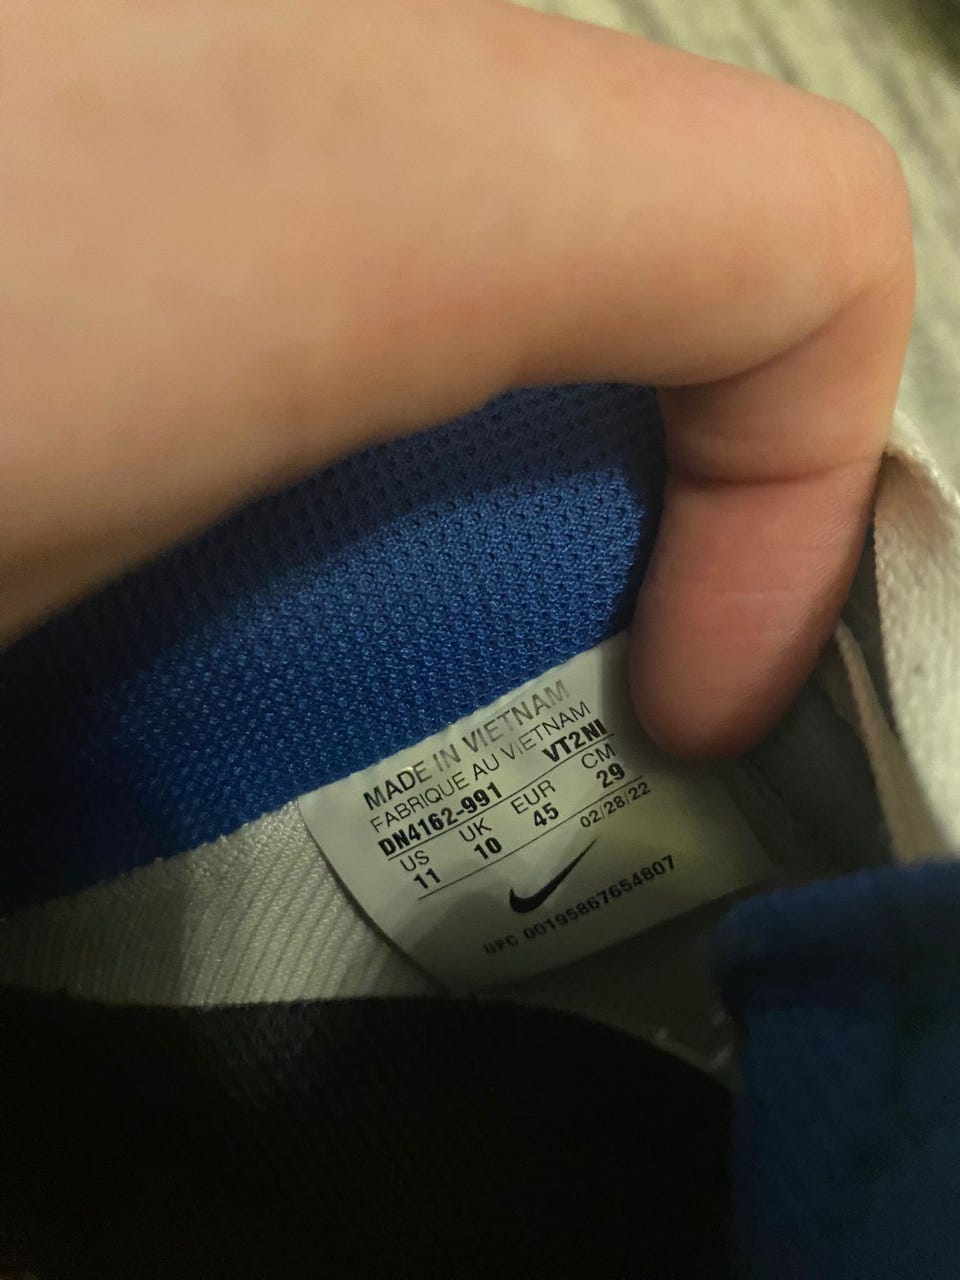 MADE IN VIETNAM
FABRIQUE AU VIETNAM
DN4162-991 VT2NI
US UK EUR CM
11 10 45 29
02/28/22
UPC 00195867654807